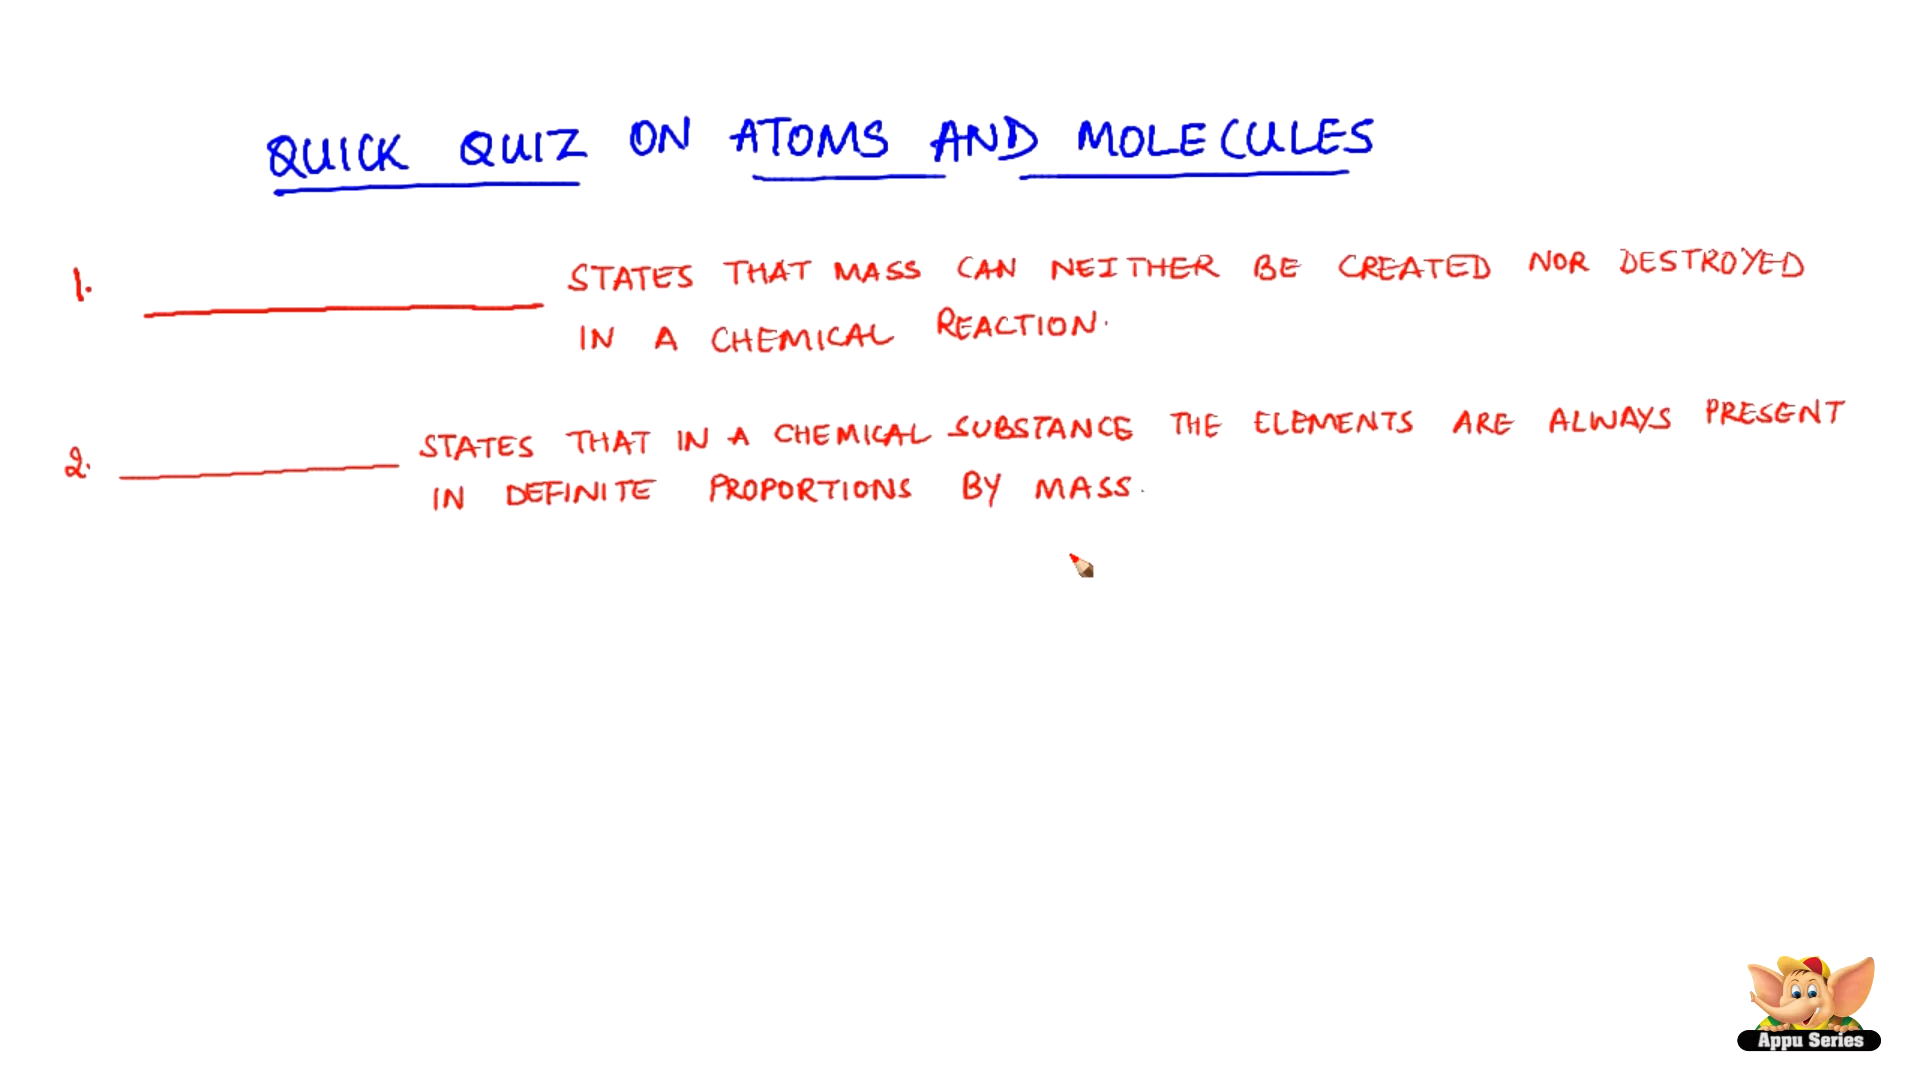 QUICK QUIZ ON ATOMS AND MOLECULES
1. __________ STATES THAT MASS CAN NEITHER BE CREATED NOR DESTROYED
IN A CHEMICAL REACTION.
2. __________ STATES THAT IN A CHEMICAL SUBSTANCE THE ELEMENTS ARE ALWAYS PRESENT
IN DEFINITE PROPORTIONS BY MASS.
Appu Series